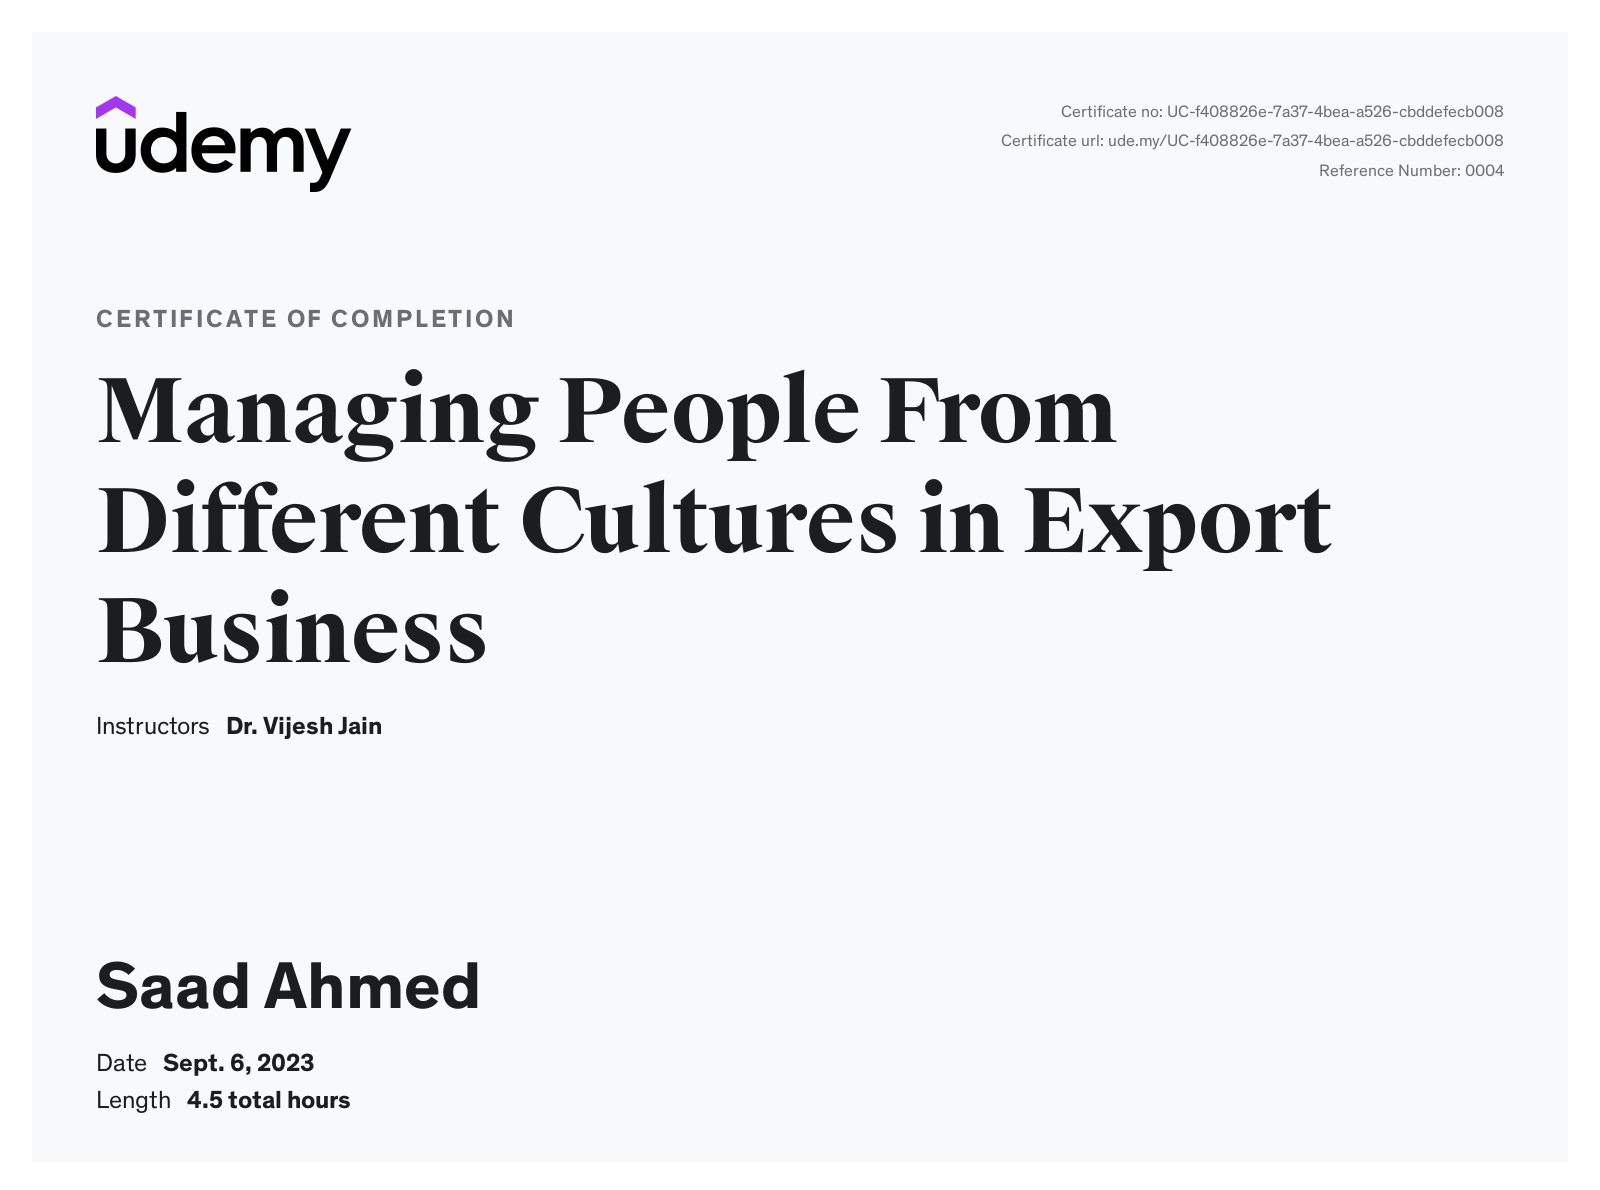 udemy
Certificate no: UC-f408826e-7a37-4bea-a526-cbddefecb008
Certificate url: ude.my/UC-f408826e-7a37-4bea-a526-cbddefecb008
Reference Number: 0004
CERTIFICATE OF COMPLETION
Managing People From
Different Cultures in Export
Business
Instructors Dr. Vijesh Jain
Saad Ahmed
Date Sept. 6, 2023
Length 4.5 total hours